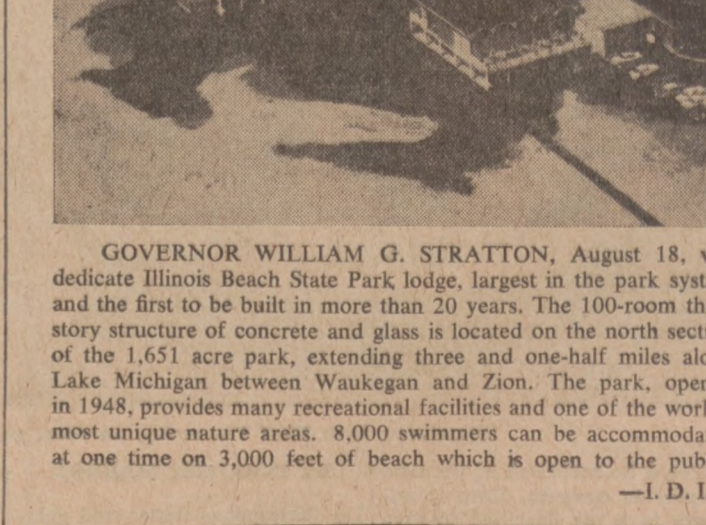 GOVERNOR WILLIAM G. STRATTON, August 18,
dedicate Illinois Beach State Park lodge, largest in the park syst
and the first to be built in more than 20 years. The 100-room th
story structure of concrete and glass is located on the north sect
of the 1,651 acre park, extending three and one-half miles alo
Lake Michigan between Waukegan and Zion. The park, open
in 1948, provides many recreational facilities and one of the worl
most unique nature areas. 8,000 swimmers can be accommoda
at one time on 3,000 feet of beach which is open to the pub
—I. D. I